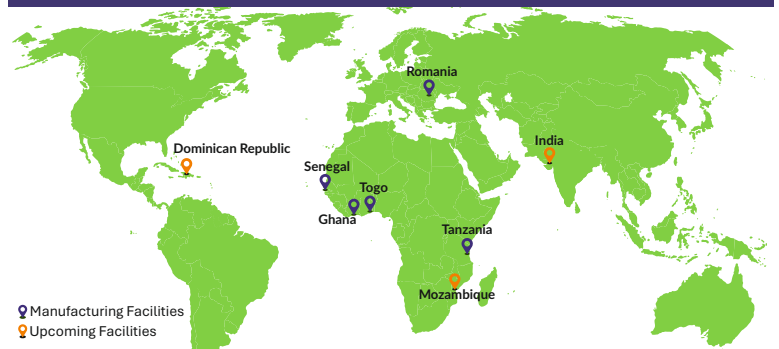 Romania
Dominican Republic
India
Senegal
Togo
Ghana
Tanzania
Mozambique
Manufacturing Facilities
Upcoming Facilities